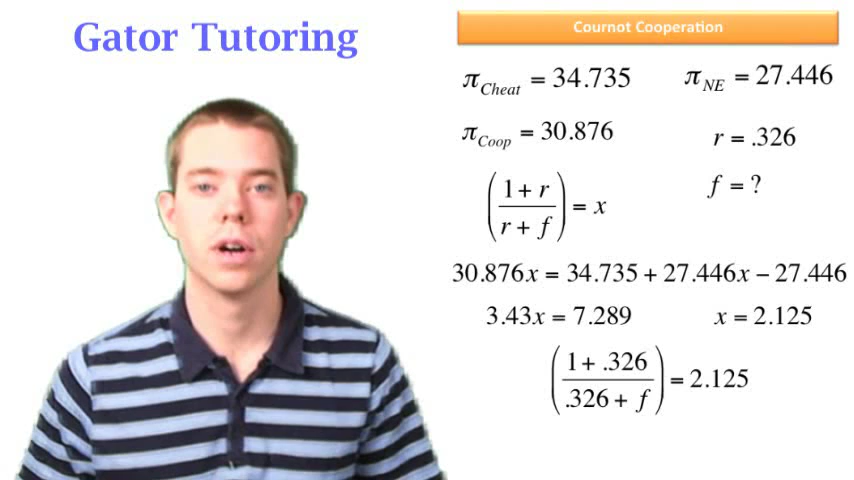 Gator Tutoring
Cournot Cooperation
π_Cheat = 34.735
π_NE = 27.446
π_Coop = 30.876
r = .326
(1 + r / r + f) = x
f = ?
30.876x = 34.735 + 27.446x − 27.446
3.43x = 7.289
x = 2.125
(1 + .326 / .326 + f) = 2.125